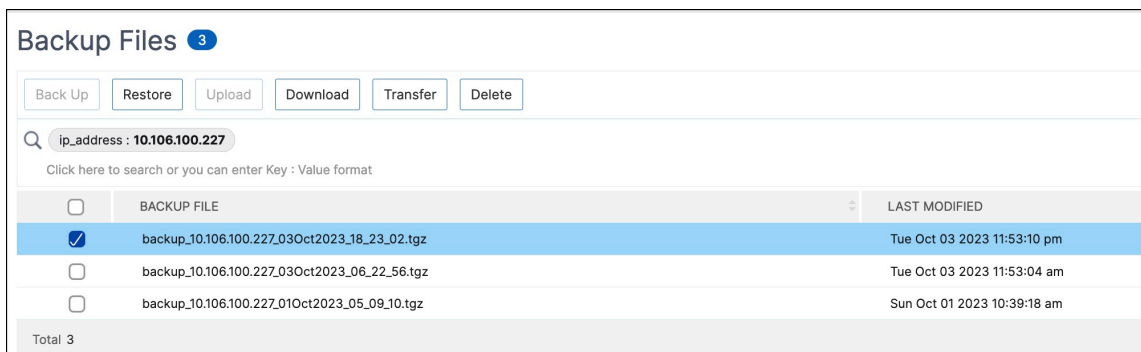 Backup Files 3
Back Up Restore Upload Download Transfer Delete
ip_address : 10.106.100.227
Click here to search or you can enter Key : Value format
BACKUP FILE LAST MODIFIED
backup_10.106.100.227_03Oct2023_18_23_02.tgz Tue Oct 03 2023 11:53:10 pm
backup_10.106.100.227_03Oct2023_06_22_56.tgz Tue Oct 03 2023 11:53:04 am
backup_10.106.100.227_01Oct2023_05_09_10.tgz Sun Oct 01 2023 10:39:18 am
Total 3